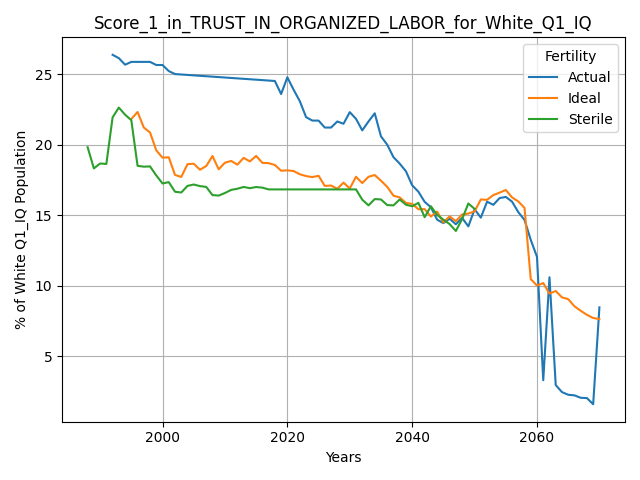 Score_1_in_TRUST_IN_ORGANIZED_LABOR_for_White_Q1_IQ
Fertility
Actual
Ideal
Sterile
% of White Q1_IQ Population
25
20
15
10
5
2000 2020 2040 2060
Years